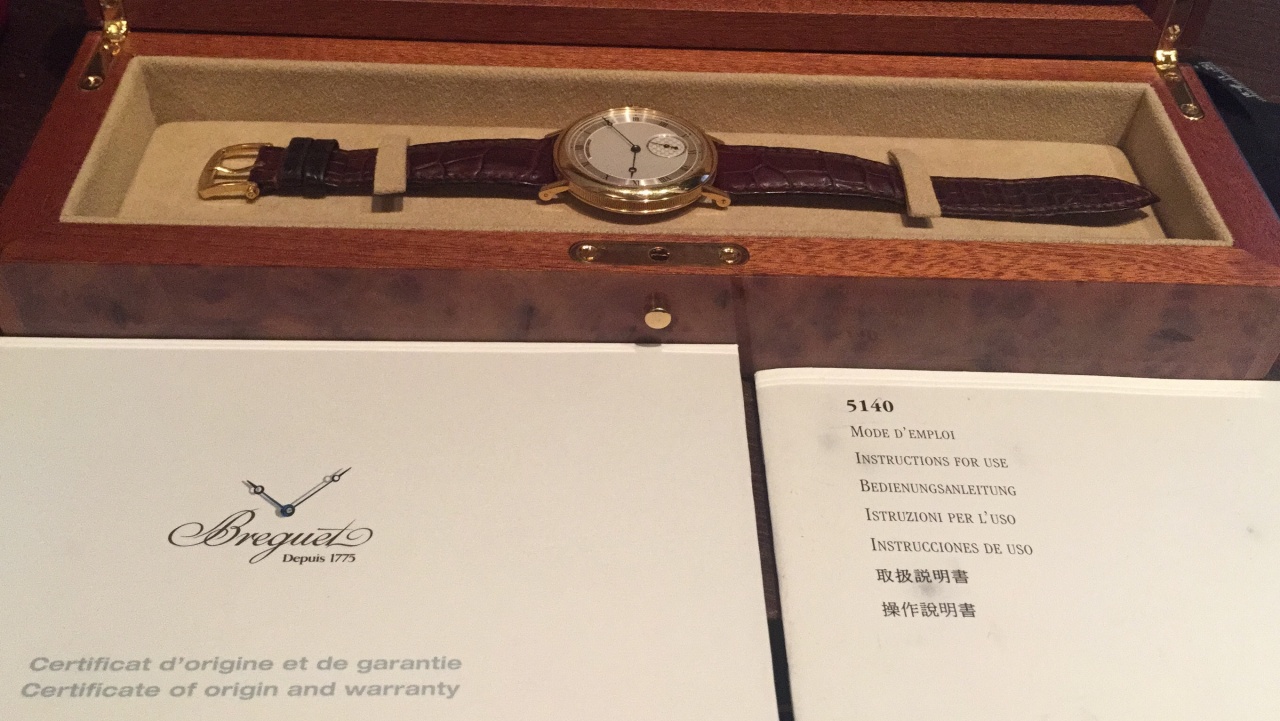 Breguet
Depuis 1775
Certificat d'origine et de garantie
Certificate of origin and warranty
5140
Mode d'emploi
Instructions for use
Bedienungsanleitung
Istruzioni per l'uso
Instrucciones de uso
取扱説明書
操作說明書